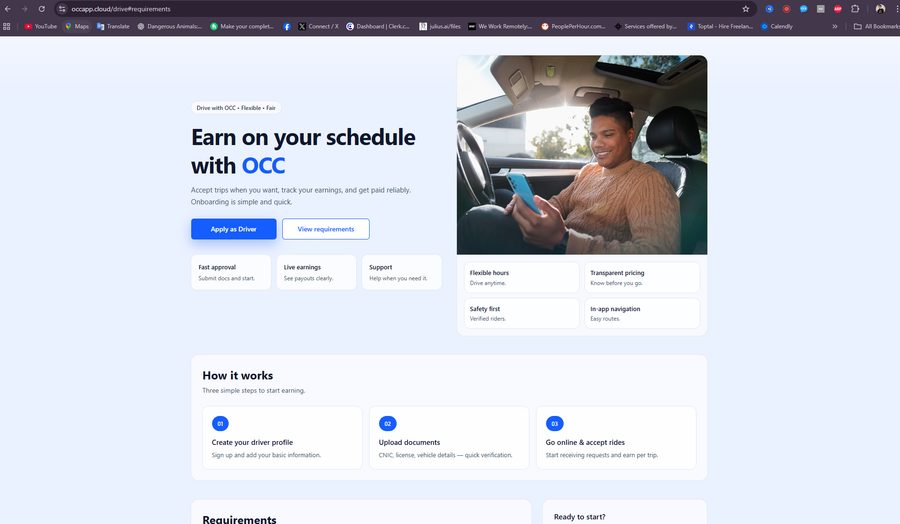 occapp.cloud/drive#requirements
YouTube Maps Translate Dangerous Animals:... Make your complet... Connect / X Dashboard | Clerk.c... julius.ai/files We Work Remotely:... PeoplePerHour.com... Services offered by... Toptal - Hire Freelan... Calendly » All Bookmarks
Drive with OCC • Flexible • Fair
Earn on your schedule
with OCC
Accept trips when you want, track your earnings, and get paid reliably.
Onboarding is simple and quick.
Apply as Driver View requirements
Fast approval
Submit docs and start.
Live earnings
See payouts clearly.
Support
Help when you need it.
Flexible hours
Drive anytime.
Transparent pricing
Know before you go.
Safety first
Verified riders.
In-app navigation
Easy routes.
How it works
Three simple steps to start earning.
01
Create your driver profile
Sign up and add your basic information.
02
Upload documents
CNIC, license, vehicle details — quick verification.
03
Go online & accept rides
Start receiving requests and earn per trip.
Requirements
Ready to start?